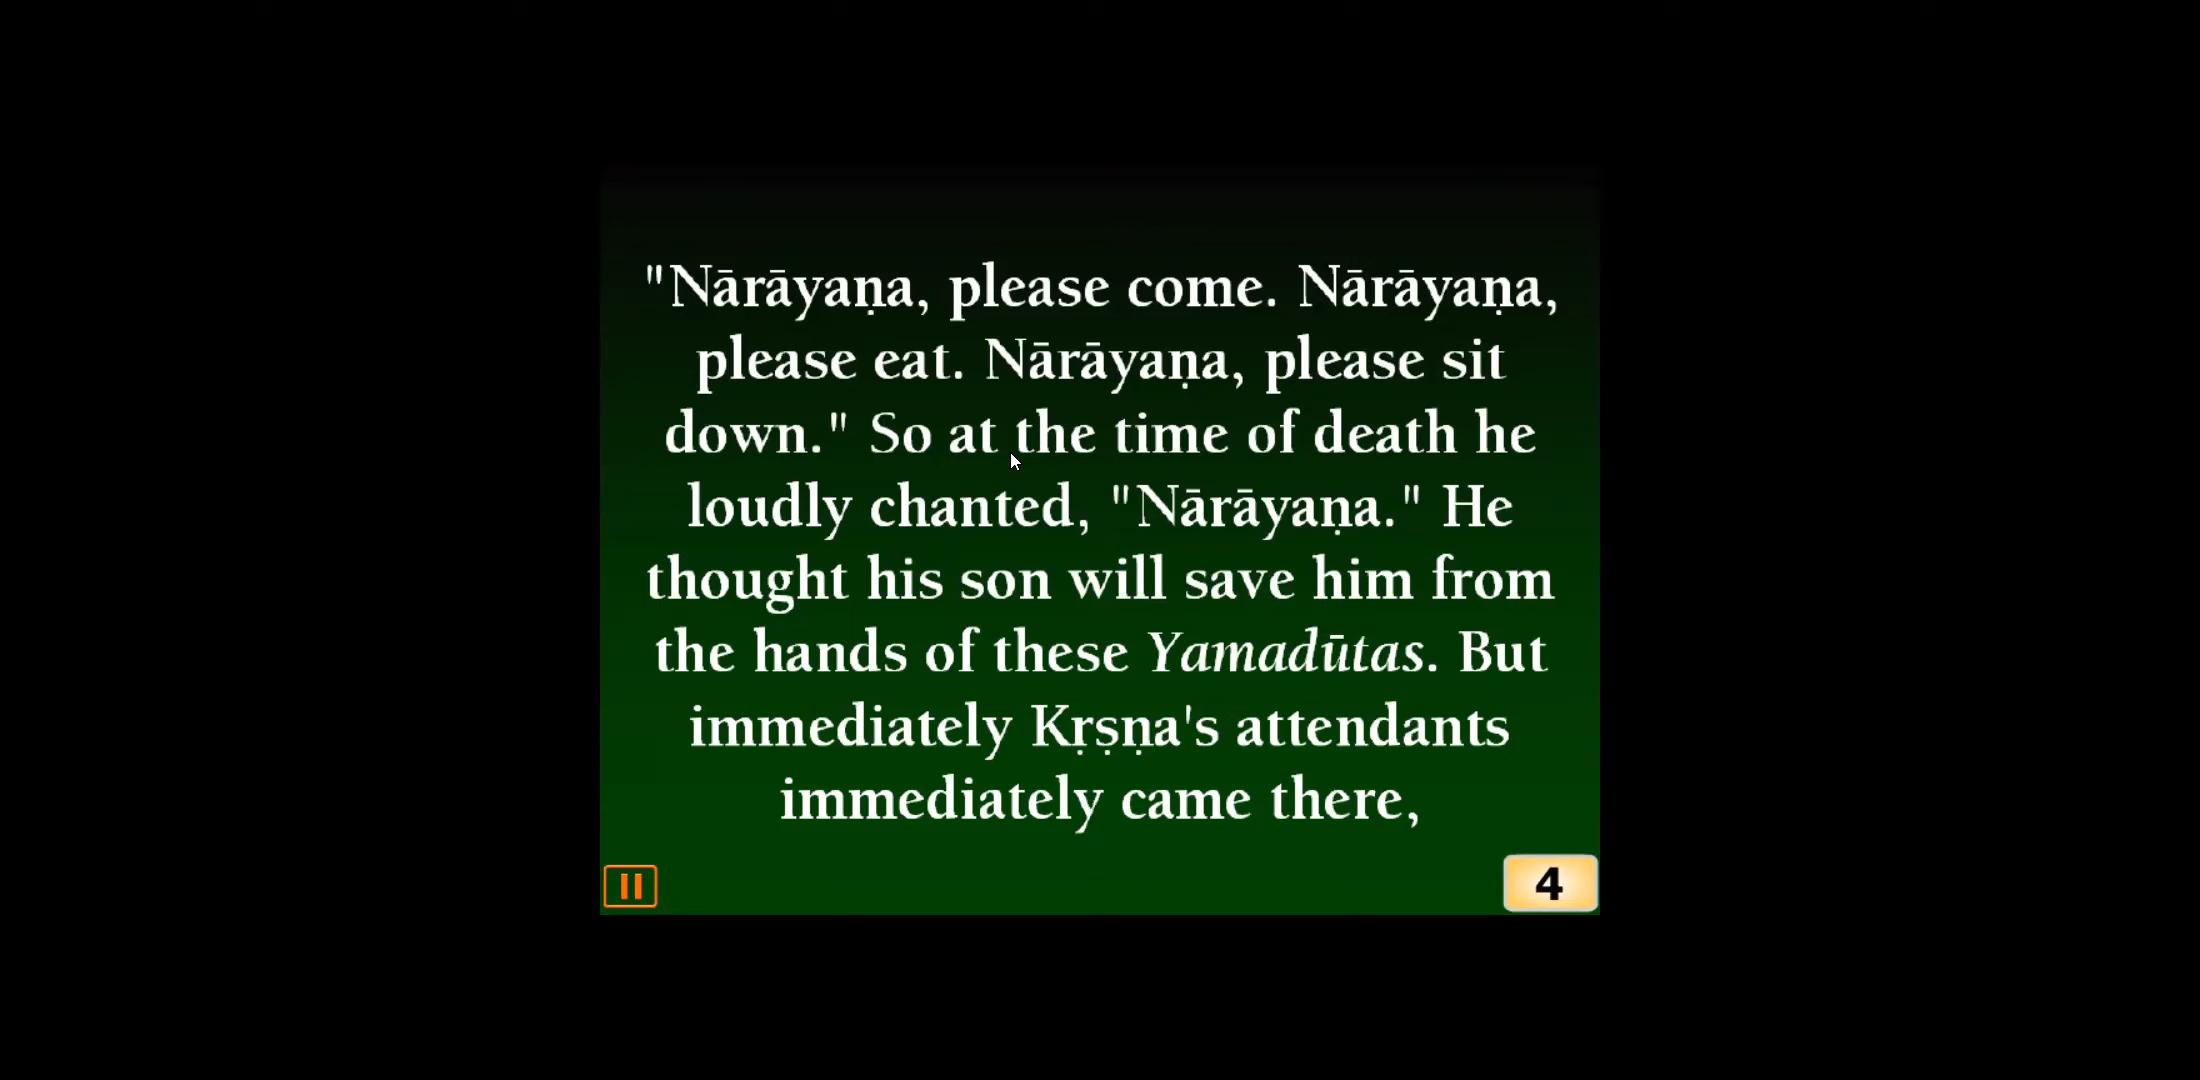 "Nārāyaṇa, please come. Nārāyaṇa,
please eat. Nārāyaṇa, please sit
down." So at the time of death he
loudly chanted, "Nārāyaṇa." He
thought his son will save him from
the hands of these Yamadūtas. But
immediately Kṛṣṇa's attendants
immediately came there,
4